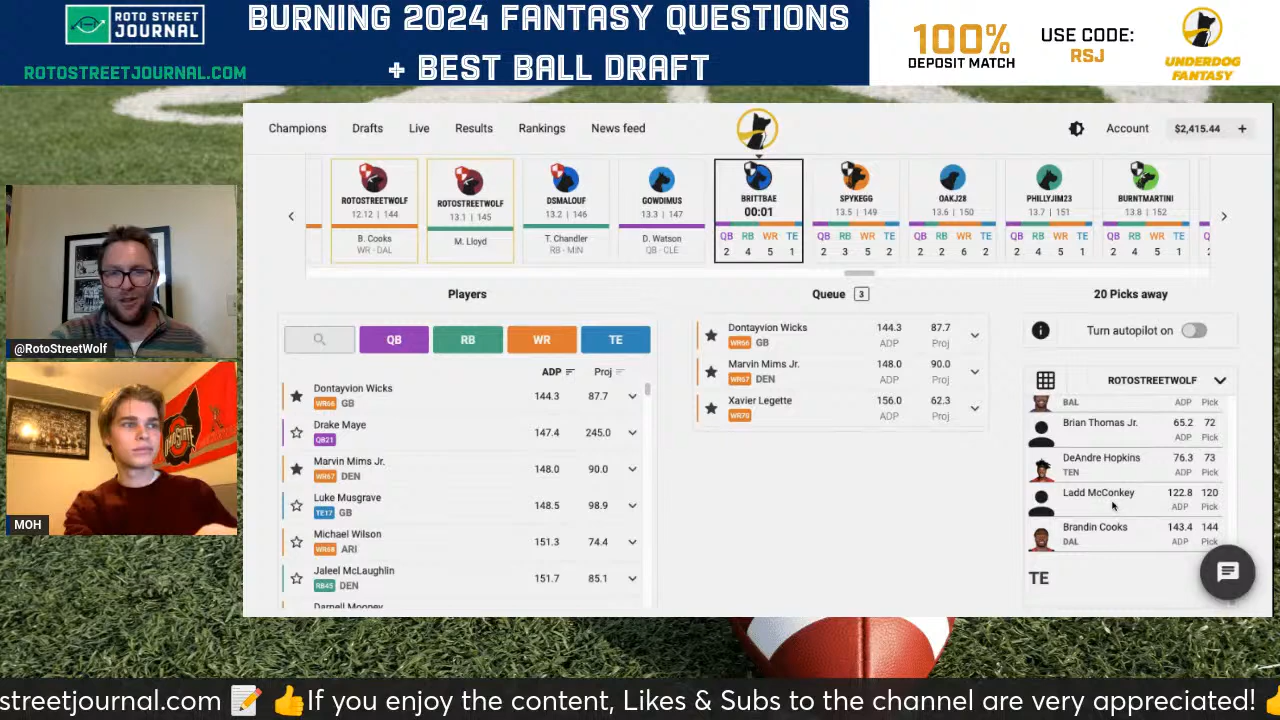 ROTO STREET
JOURNAL
ROTOSTREETJOURNAL.COM
BURNING 2024 FANTASY QUESTIONS
+ BEST BALL DRAFT
100%
DEPOSIT MATCH
USE CODE:
RSJ
UNDERDOG
FANTASY
Champions Drafts Live Results Rankings News feed Account $2,415.44 +
ROTOSTREETWOLF
12.12 | 144
B. Cooks
WR - DAL
ROTOSTREETWOLF
13.1 | 145
M. Lloyd
DSMALOUF
13.2 | 146
T. Chandler
RB - MIN
GOWDIMUS
13.3 | 147
D. Watson
QB - CLE
BRITTBAE
00:01
QB RB WR TE
2 4 5 1
SPYKEGG
13.5 | 149
QB RB WR TE
2 3 5 2
OAKJ28
13.6 | 150
QB RB WR TE
2 2 6 2
PHILLYJIM23
13.7 | 151
QB RB WR TE
2 4 5 1
BURNTMARTINI
13.8 | 152
QB RB WR TE
2 4 5 1
Players
QB RB WR TE
ADP Proj
Dontayvion Wicks
WR66 GB
144.3 87.7
Drake Maye
QB21
147.4 245.0
Marvin Mims Jr.
WR67 DEN
148.0 90.0
Luke Musgrave
TE17 GB
148.5 98.9
Michael Wilson
WR68 ARI
151.3 74.4
Jaleel McLaughlin
RB45 DEN
151.7 85.1
Darnell Mooney
Queue 3
Dontayvion Wicks 144.3 87.7
WR66 GB ADP Proj
Marvin Mims Jr. 148.0 90.0
WR67 DEN ADP Proj
Xavier Legette 156.0 62.3
WR70 ADP Proj
20 Picks away
Turn autopilot on
ROTOSTREETWOLF
BAL ADP Pick
Brian Thomas Jr. 65.2 72
ADP Pick
DeAndre Hopkins 76.3 73
TEN ADP Pick
Ladd McConkey 122.8 120
ADP Pick
Brandin Cooks 143.4 144
DAL ADP Pick
TE
@RotoStreetWolf
MOH
streetjournal.com 📝 👍If you enjoy the content, Likes & Subs to the channel are very appreciated! 👍